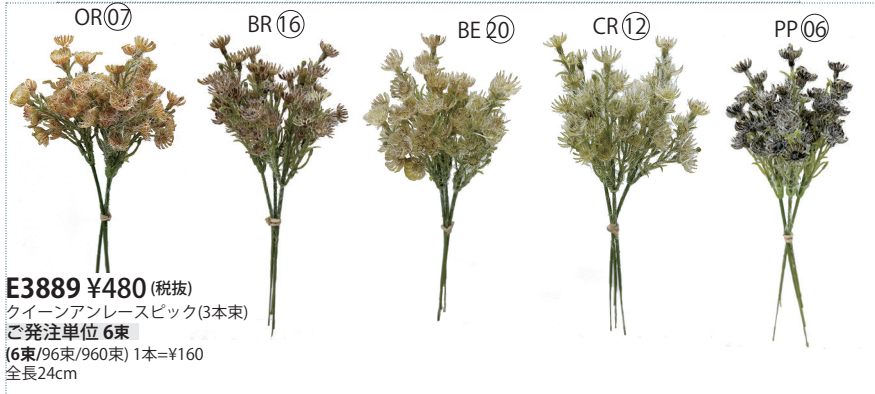 OR⑦
BR⑯
BE⑳
CR⑫
PP⑥
E3889 ¥480(税抜)
クイーンアンレースピック(3本束)
ご発注単位 6束
(6束/96束/960束) 1本=¥160
全長24cm